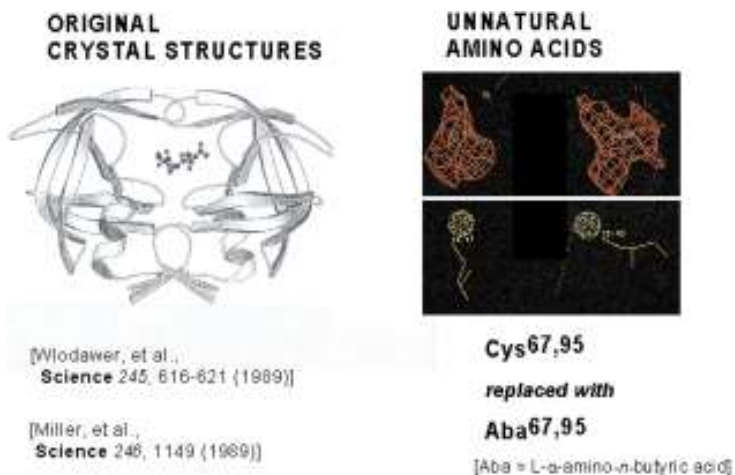 ORIGINAL
CRYSTAL STRUCTURES
[Wlodawer, et al.,
Science 245, 616-621 (1989)]
[Miller, et al.,
Science 246, 1149 (1989)]
UNNATURAL
AMINO ACIDS
Cys67,95
replaced with
Aba67,95
[Aba = L-α-amino-n-butyric acid]